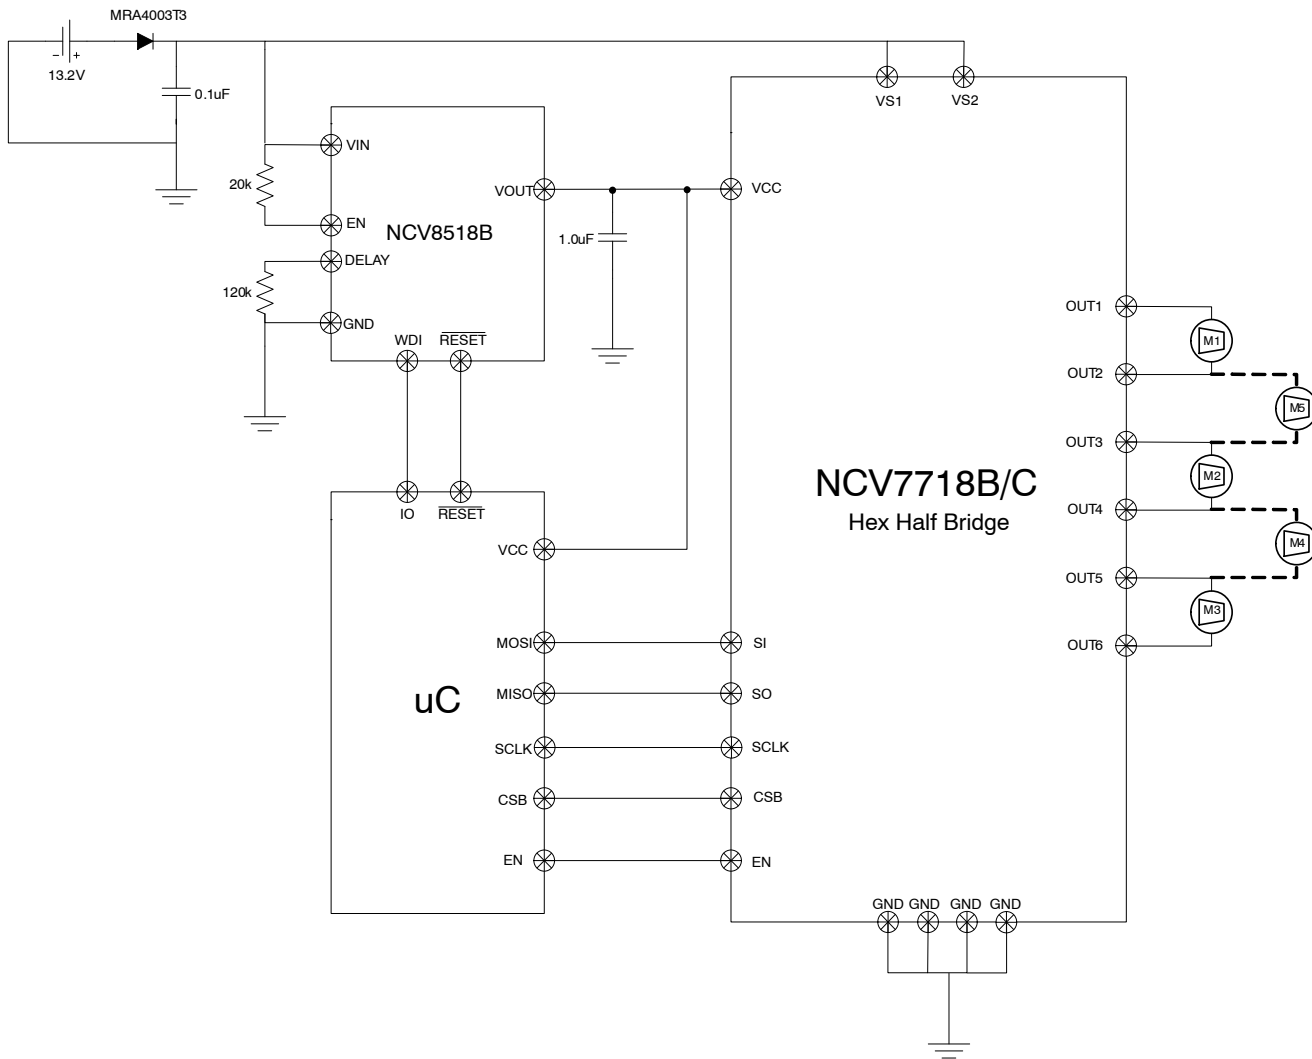 MRA4003T3
- +
13.2V
0.1uF
VS1
VS2
VIN
20k
VOUT
VCC
EN
NCV8518B
1.0uF
DELAY
120k
GND
WDI
RESET
OUT1
M1
OUT2
M5
OUT3
M2
NCV7718B/C
Hex Half Bridge
OUT4
M4
OUT5
M3
OUT6
IO
RESET
VCC
MOSI
SI
uC
MISO
SO
SCLK
SCLK
CSB
CSB
EN
EN
GND GND GND GND